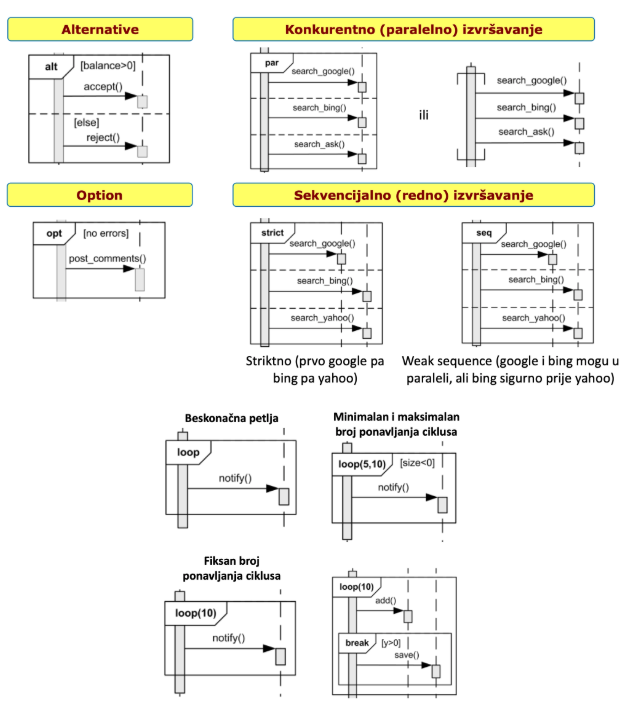 Alternative
alt [balance>0]
accept()
[else]
reject()
Konkurentno (paralelno) izvršavanje
par
search_google()
search_bing()
search_ask()
ili
search_google()
search_bing()
search_ask()
Option
opt [no errors]
post_comments()
Sekvencijalno (redno) izvršavanje
strict
search_google()
search_bing()
search_yahoo()
Striktno (prvo google pa
bing pa yahoo)
seq
search_google()
search_bing()
search_yahoo()
Weak sequence (google i bing mogu u
paraleli, ali bing sigurno prije yahoo)
Beskonačna petlja
loop
notify()
Minimalan i maksimalan
broj ponavljanja ciklusa
loop(5,10) [size<0]
notify()
Fiksan broj
ponavljanja ciklusa
loop(10)
notify()
loop(10)
add()
break [y>0]
save()